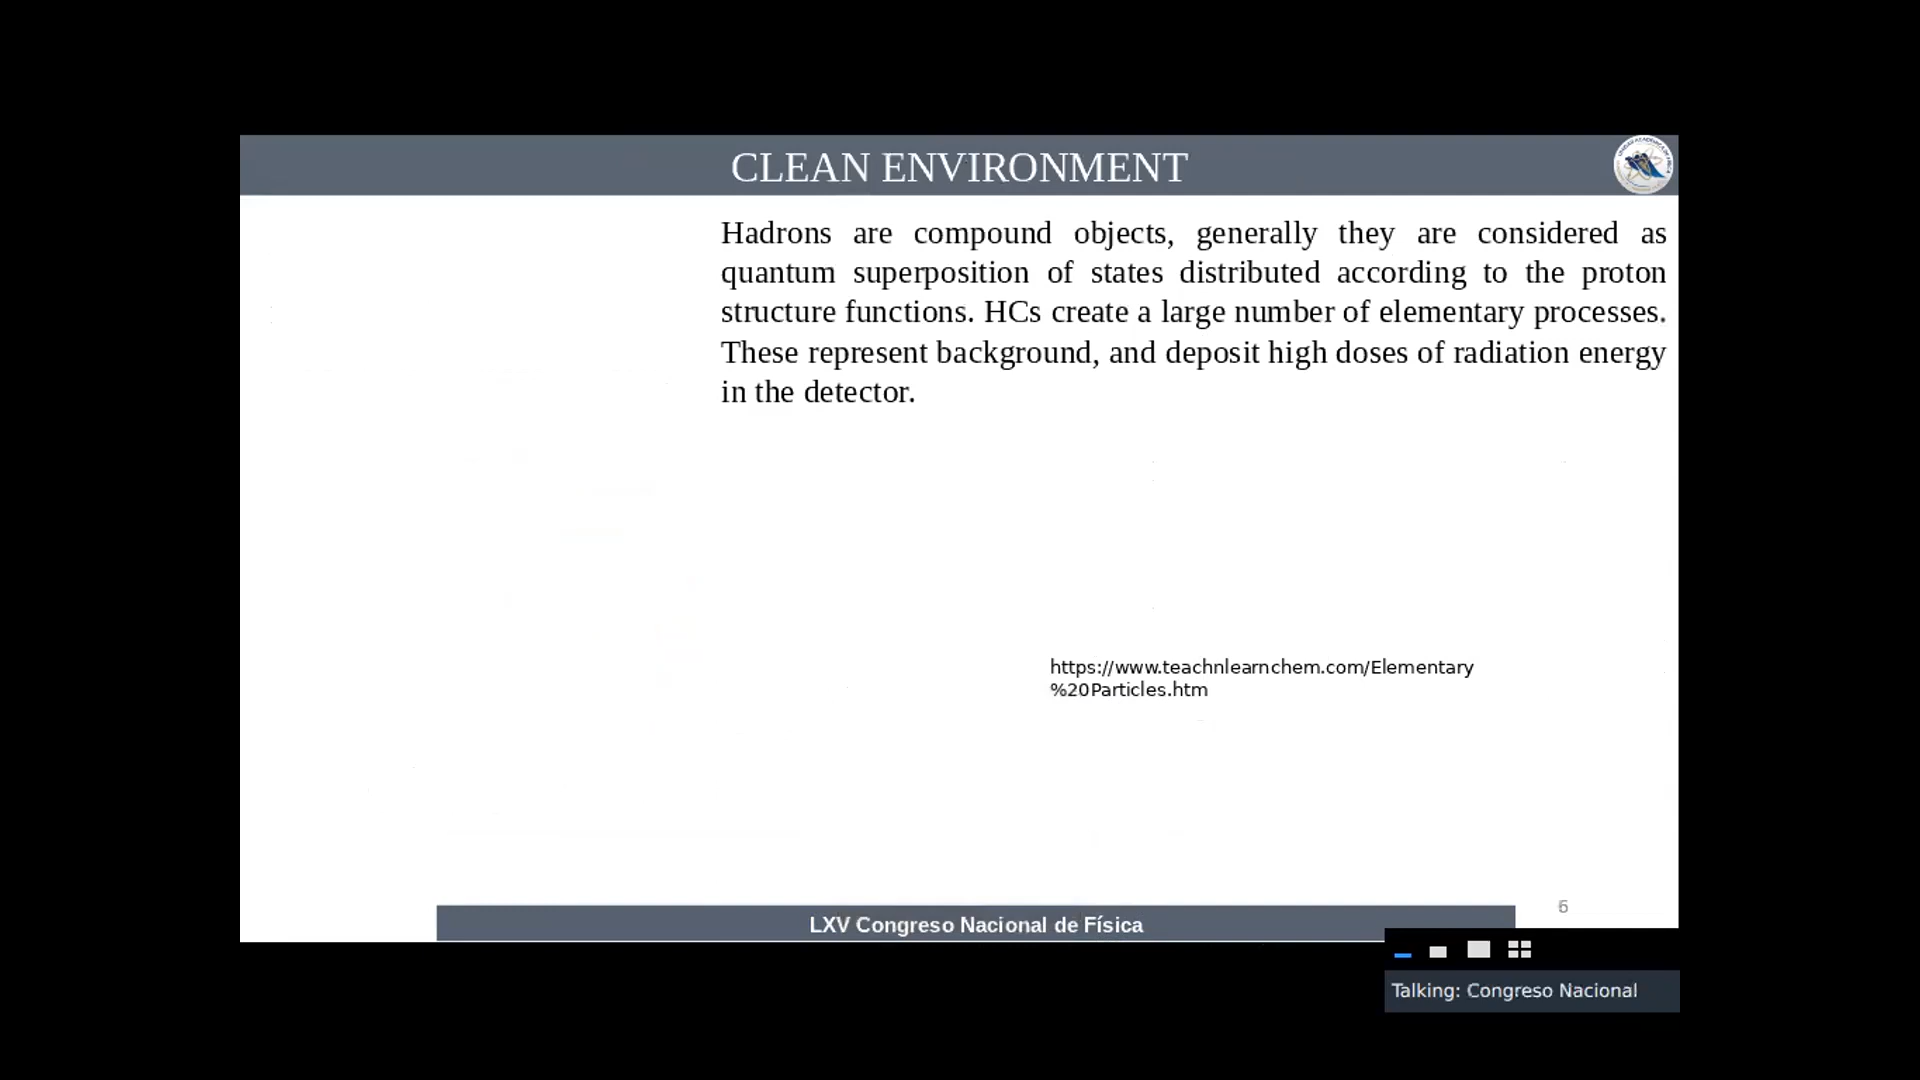 CLEAN ENVIRONMENT
Hadrons are compound objects, generally they are considered as
quantum superposition of states distributed according to the proton
structure functions. HCs create a large number of elementary processes.
These represent background, and deposit high doses of radiation energy
in the detector.
https://www.teachnlearnchem.com/Elementary
%20Particles.htm
LXV Congreso Nacional de Física
6
Talking: Congreso Nacional